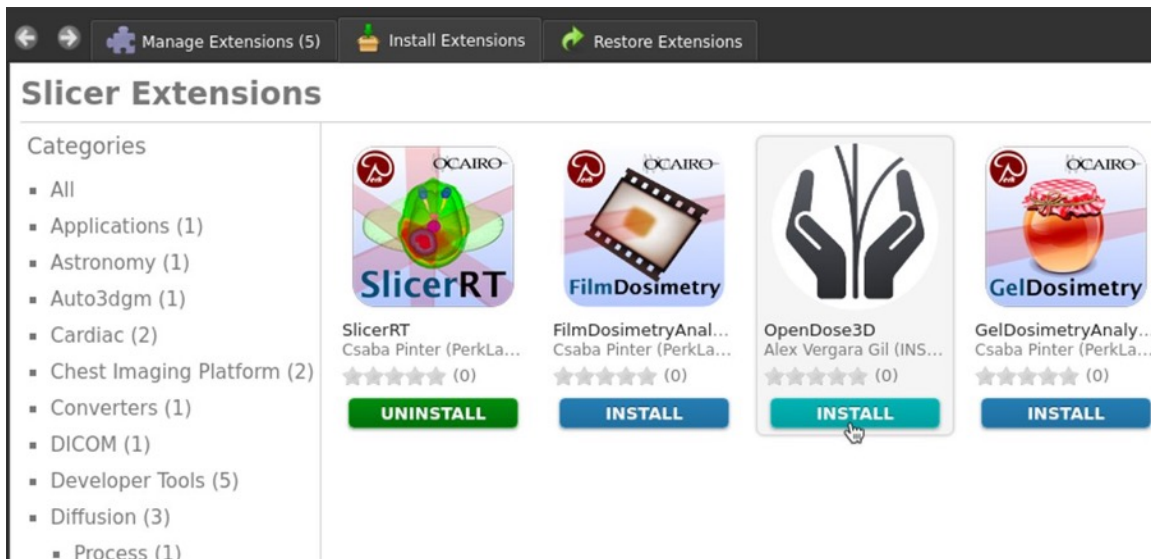 Manage Extensions (5)
Install Extensions
Restore Extensions
Slicer Extensions
Categories
All
Applications (1)
Astronomy (1)
Auto3dgm (1)
Cardiac (2)
Chest Imaging Platform (2)
Converters (1)
DICOM (1)
Developer Tools (5)
Diffusion (3)
Process (1)
Perk
OCAIRO
SlicerRT
SlicerRT
Csaba Pinter (PerkLa...
(0)
UNINSTALL
Perk
OCAIRO
FilmDosimetry
FilmDosimetryAnal...
Csaba Pinter (PerkLa...
(0)
INSTALL
OpenDose3D
Alex Vergara Gil (INS...
(0)
INSTALL
Perk
OCAIRO
GelDosimetry
GelDosimetryAnaly...
Csaba Pinter (PerkLa...
(0)
INSTALL